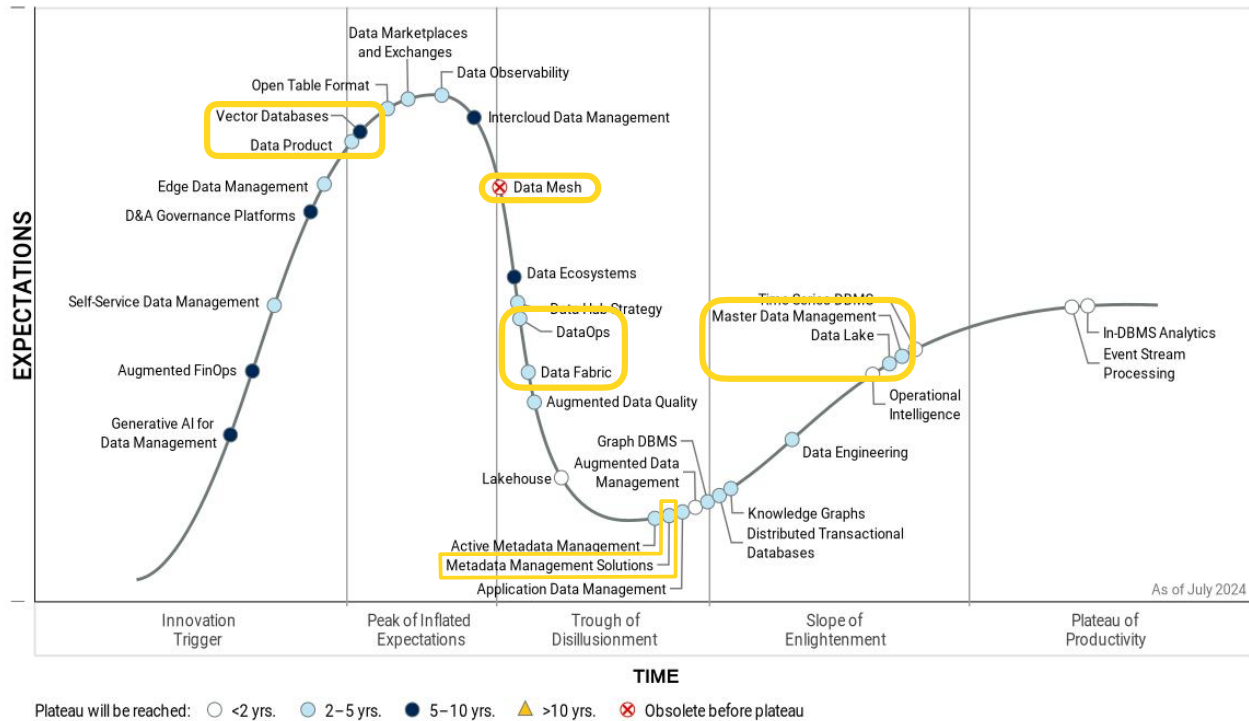 Data Marketplaces
and Exchanges
Data Observability
Open Table Format
Vector Databases
Intercloud Data Management
Data Product
Edge Data Management
Data Mesh
D&A Governance Platforms
EXPECTATIONS
Data Ecosystems
Self-Service Data Management
Data Hub Strategy
DataOps
Time Series DBMS
Master Data Management
Data Lake
In-DBMS Analytics
Event Stream
Processing
Augmented FinOps
Data Fabric
Augmented Data Quality
Operational
Intelligence
Generative AI for
Data Management
Graph DBMS
Data Engineering
Augmented Data
Management
Lakehouse
Knowledge Graphs
Distributed Transactional
Databases
Active Metadata Management
Metadata Management Solutions
Application Data Management
As of July 2024
Innovation
Trigger
Peak of Inflated
Expectations
Trough of
Disillusionment
Slope of
Enlightenment
Plateau of
Productivity
TIME
Plateau will be reached: <2 yrs. 2–5 yrs. 5–10 yrs. >10 yrs. Obsolete before plateau